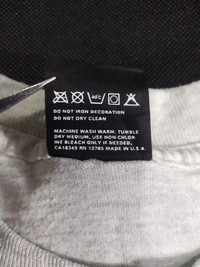 40°C
DO NOT IRON DECORATION
DO NOT DRY CLEAN
MACHINE WASH WARM, TUMBLE
DRY MEDIUM, USE NON CHLOR
INE BLEACH ONLY IF NEEDED,
CA18345 RN 13765 MADE IN U.S.A.